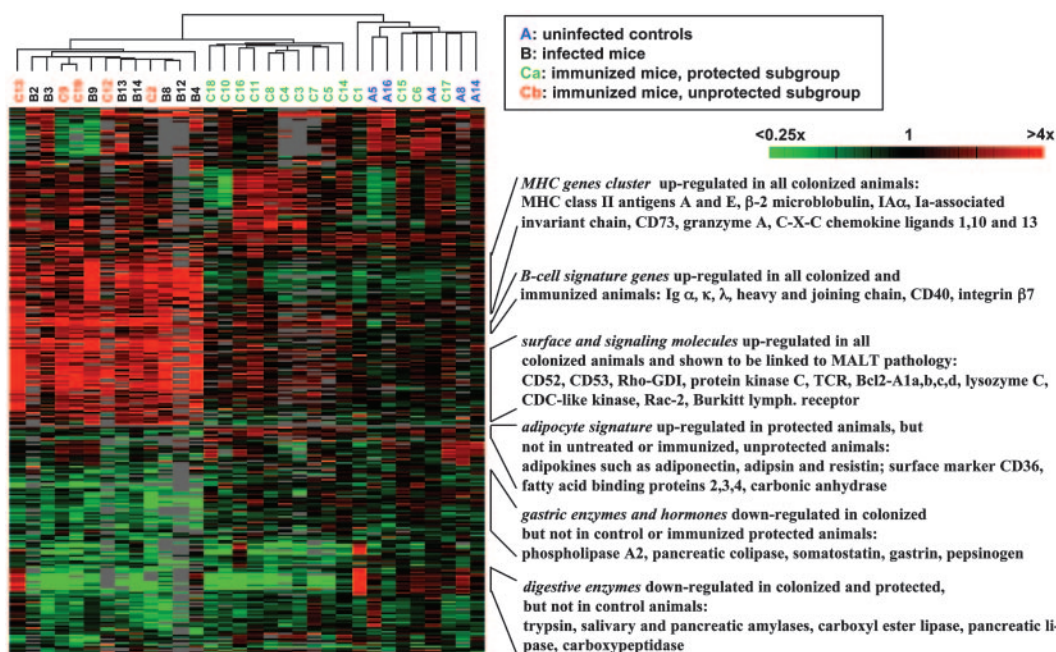 A: uninfected controls
B: infected mice
Ca: immunized mice, protected subgroup
Cb: immunized mice, unprotected subgroup
C13 B2 B3 C9 C19 B9 C12 B13 B14 C2 B8 B12 B4 C18 C10 C16 C11 C8 C4 C3 C7 C5 C14 C1 A5 A16 C15 C6 A4 C17 A8 A14
<0.25x 1 >4x
MHC genes cluster up-regulated in all colonized animals:
MHC class II antigens A and E, β-2 microblobulin, IAα, Ia-associated
invariant chain, CD73, granzyme A, C-X-C chemokine ligands 1,10 and 13
B-cell signature genes up-regulated in all colonized and
immunized animals: Ig α, κ, λ, heavy and joining chain, CD40, integrin β7
surface and signaling molecules up-regulated in all
colonized animals and shown to be linked to MALT pathology:
CD52, CD53, Rho-GDI, protein kinase C, TCR, Bcl2-A1a,b,c,d, lysozyme C,
CDC-like kinase, Rac-2, Burkitt lymph. receptor
adipocyte signature up-regulated in protected animals, but
not in untreated or immunized, unprotected animals:
adipokines such as adiponectin, adipsin and resistin; surface marker CD36,
fatty acid binding proteins 2,3,4, carbonic anhydrase
gastric enzymes and hormones down-regulated in colonized
but not in control or immunized protected animals:
phospholipase A2, pancreatic colipase, somatostatin, gastrin, pepsinogen
digestive enzymes down-regulated in colonized and protected,
but not in control animals:
trypsin, salivary and pancreatic amylases, carboxyl ester lipase, pancreatic li-
pase, carboxypeptidase